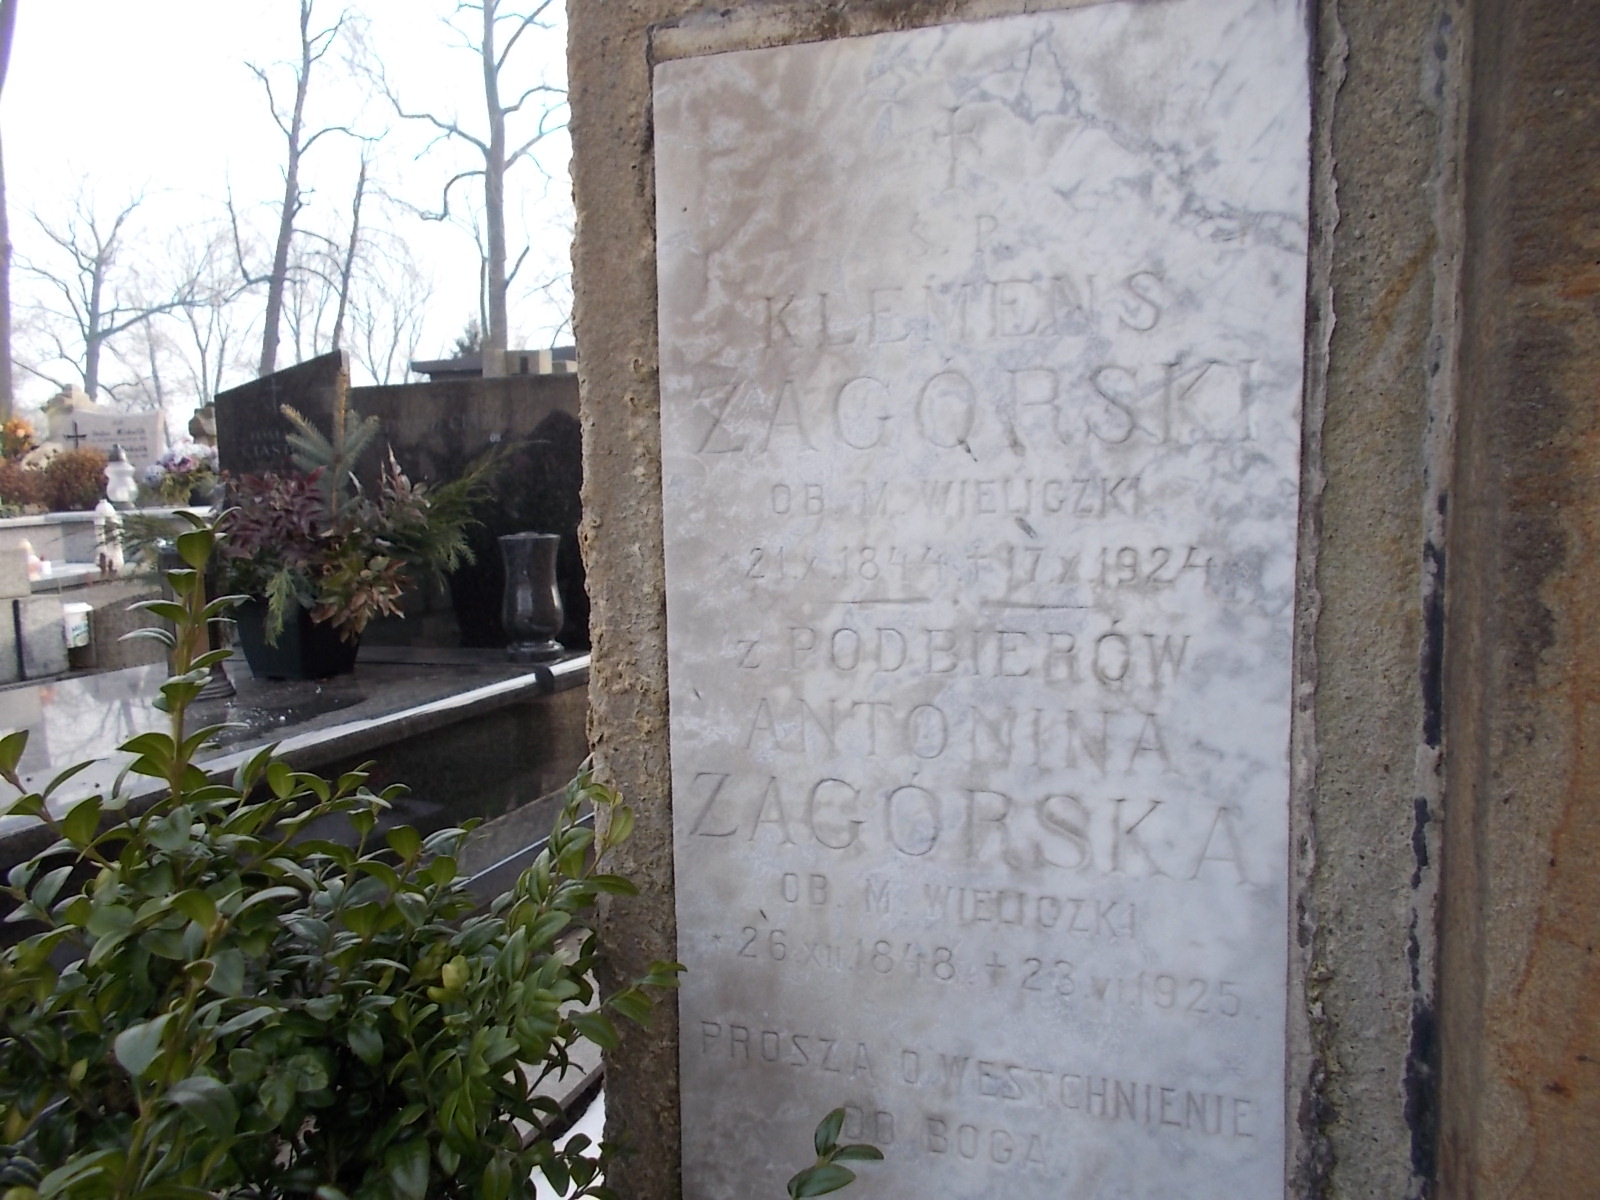 Ś. P.
KLEMENS
ZAGÓRSKI
OB. M. WIELICZKI
* 21.X.1844.+17.X.1924.
z PODBIERÓW
ANTONINA
ZAGÓRSKA
OB. M. WIELICZKI
* 26.XII.1848.+23.VI.1925.
PROSZĄ O WESTCHNIENIE
DO BOGA